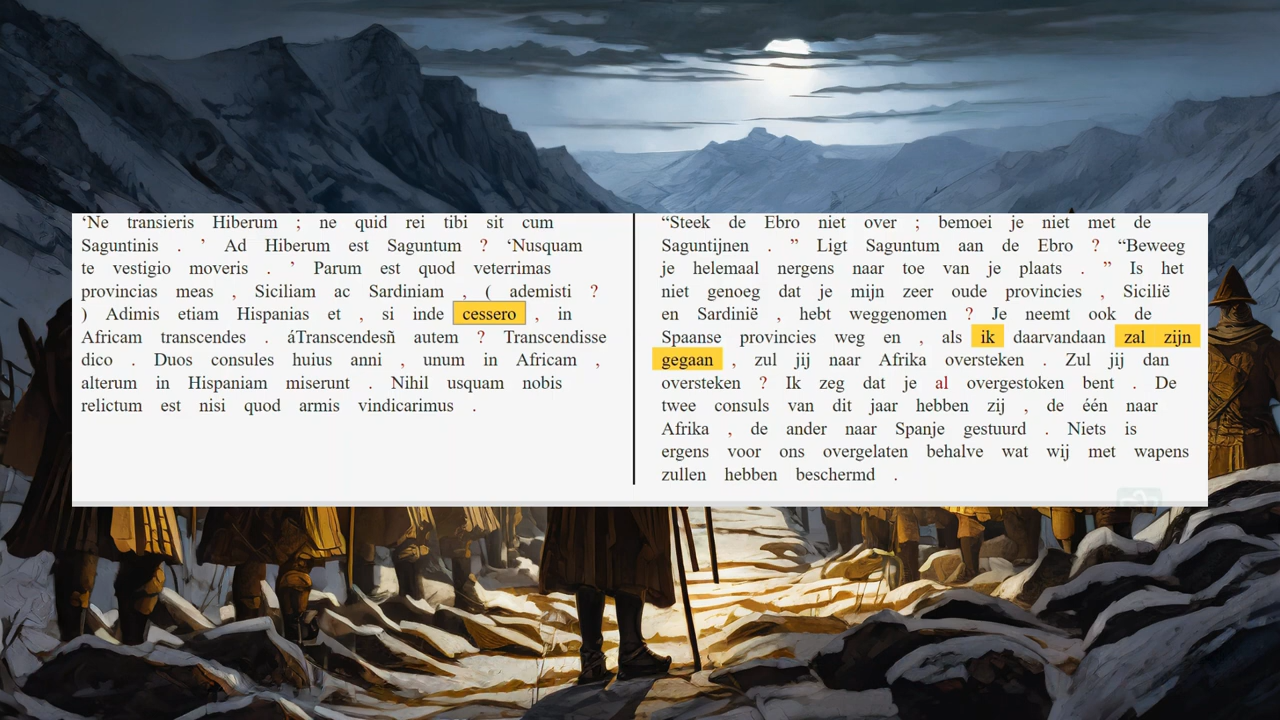 ‘Ne transieris Hiberum ; ne quid rei tibi sit cum
Saguntinis . ’ Ad Hiberum est Saguntum ? ‘Nusquam
te vestigio moveris . ’ Parum est quod veterrimas
provincias meas , Siciliam ac Sardiniam , ( ademisti ?
) Adimis etiam Hispanias et , si inde cessero , in
Africam transcendes . áTranscendesñ autem ? Transcendisse
dico . Duos consules huius anni , unum in Africam ,
alterum in Hispaniam miserunt . Nihil usquam nobis
relictum est nisi quod armis vindicarimus .
“Steek de Ebro niet over ; bemoei je niet met de
Saguntijnen . ” Ligt Saguntum aan de Ebro ? “Beweeg
je helemaal nergens naar toe van je plaats . ” Is het
niet genoeg dat je mijn zeer oude provincies , Sicilië
en Sardinië , hebt weggenomen ? Je neemt ook de
Spaanse provincies weg en , als ik daarvandaan zal zijn
gegaan , zul jij naar Afrika oversteken . Zul jij dan
oversteken ? Ik zeg dat je al overgestoken bent . De
twee consuls van dit jaar hebben zij , de één naar
Afrika , de ander naar Spanje gestuurd . Niets is
ergens voor ons overgelaten behalve wat wij met wapens
zullen hebben beschermd .